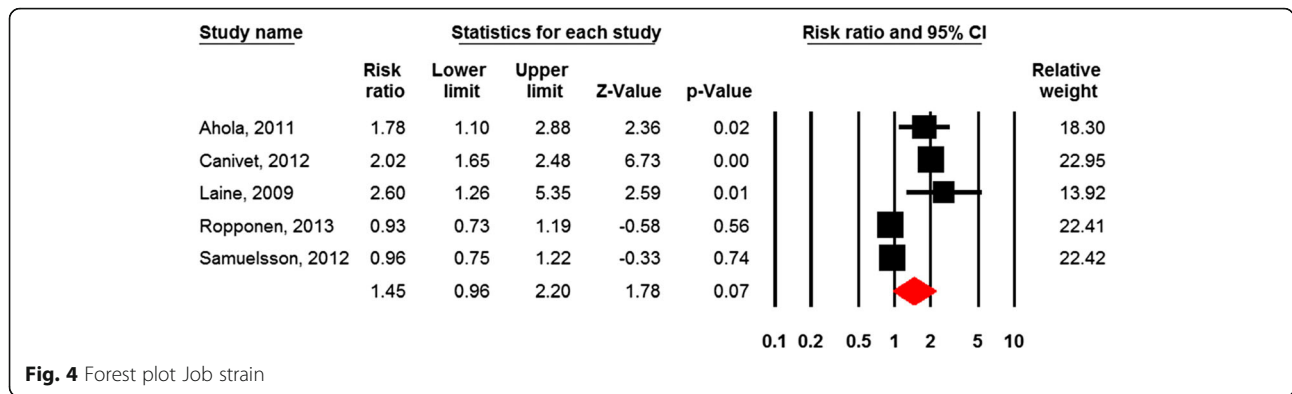 Study name Statistics for each study Risk ratio and 95% CI
Risk Lower Upper Relative
ratio limit limit Z-Value p-Value weight
Ahola, 2011 1.78 1.10 2.88 2.36 0.02 18.30
Canivet, 2012 2.02 1.65 2.48 6.73 0.00 22.95
Laine, 2009 2.60 1.26 5.35 2.59 0.01 13.92
Ropponen, 2013 0.93 0.73 1.19 -0.58 0.56 22.41
Samuelsson, 2012 0.96 0.75 1.22 -0.33 0.74 22.42
1.45 0.96 2.20 1.78 0.07
0.1 0.2 0.5 1 2 5 10
Fig. 4 Forest plot Job strain